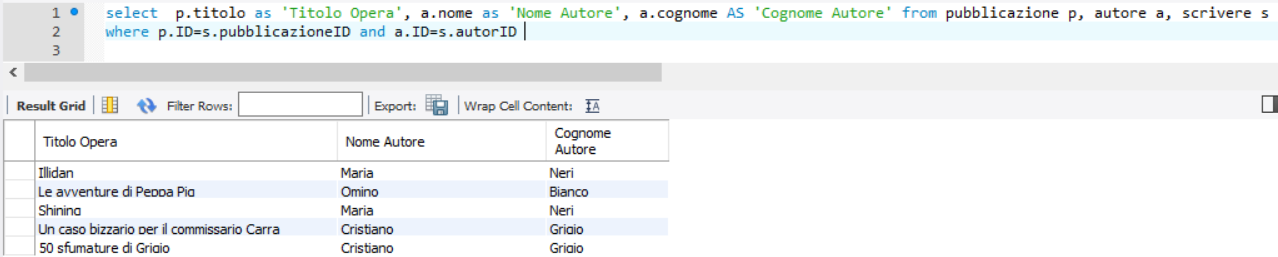 1 select p.titolo as 'Titolo Opera', a.nome as 'Nome Autore', a.cognome AS 'Cognome Autore' from pubblicazione p, autore a, scrivere s
2 where p.ID=s.pubblicazioneID and a.ID=s.autorID
3
Result Grid Filter Rows: Export: Wrap Cell Content:
Titolo Opera Nome Autore Cognome Autore
Illidan Maria Neri
Le avventure di Peppa Pig Omino Bianco
Shining Maria Neri
Un caso bizzario per il commissario Carra Cristiano Grigio
50 sfumature di Grigio Cristiano Grigio